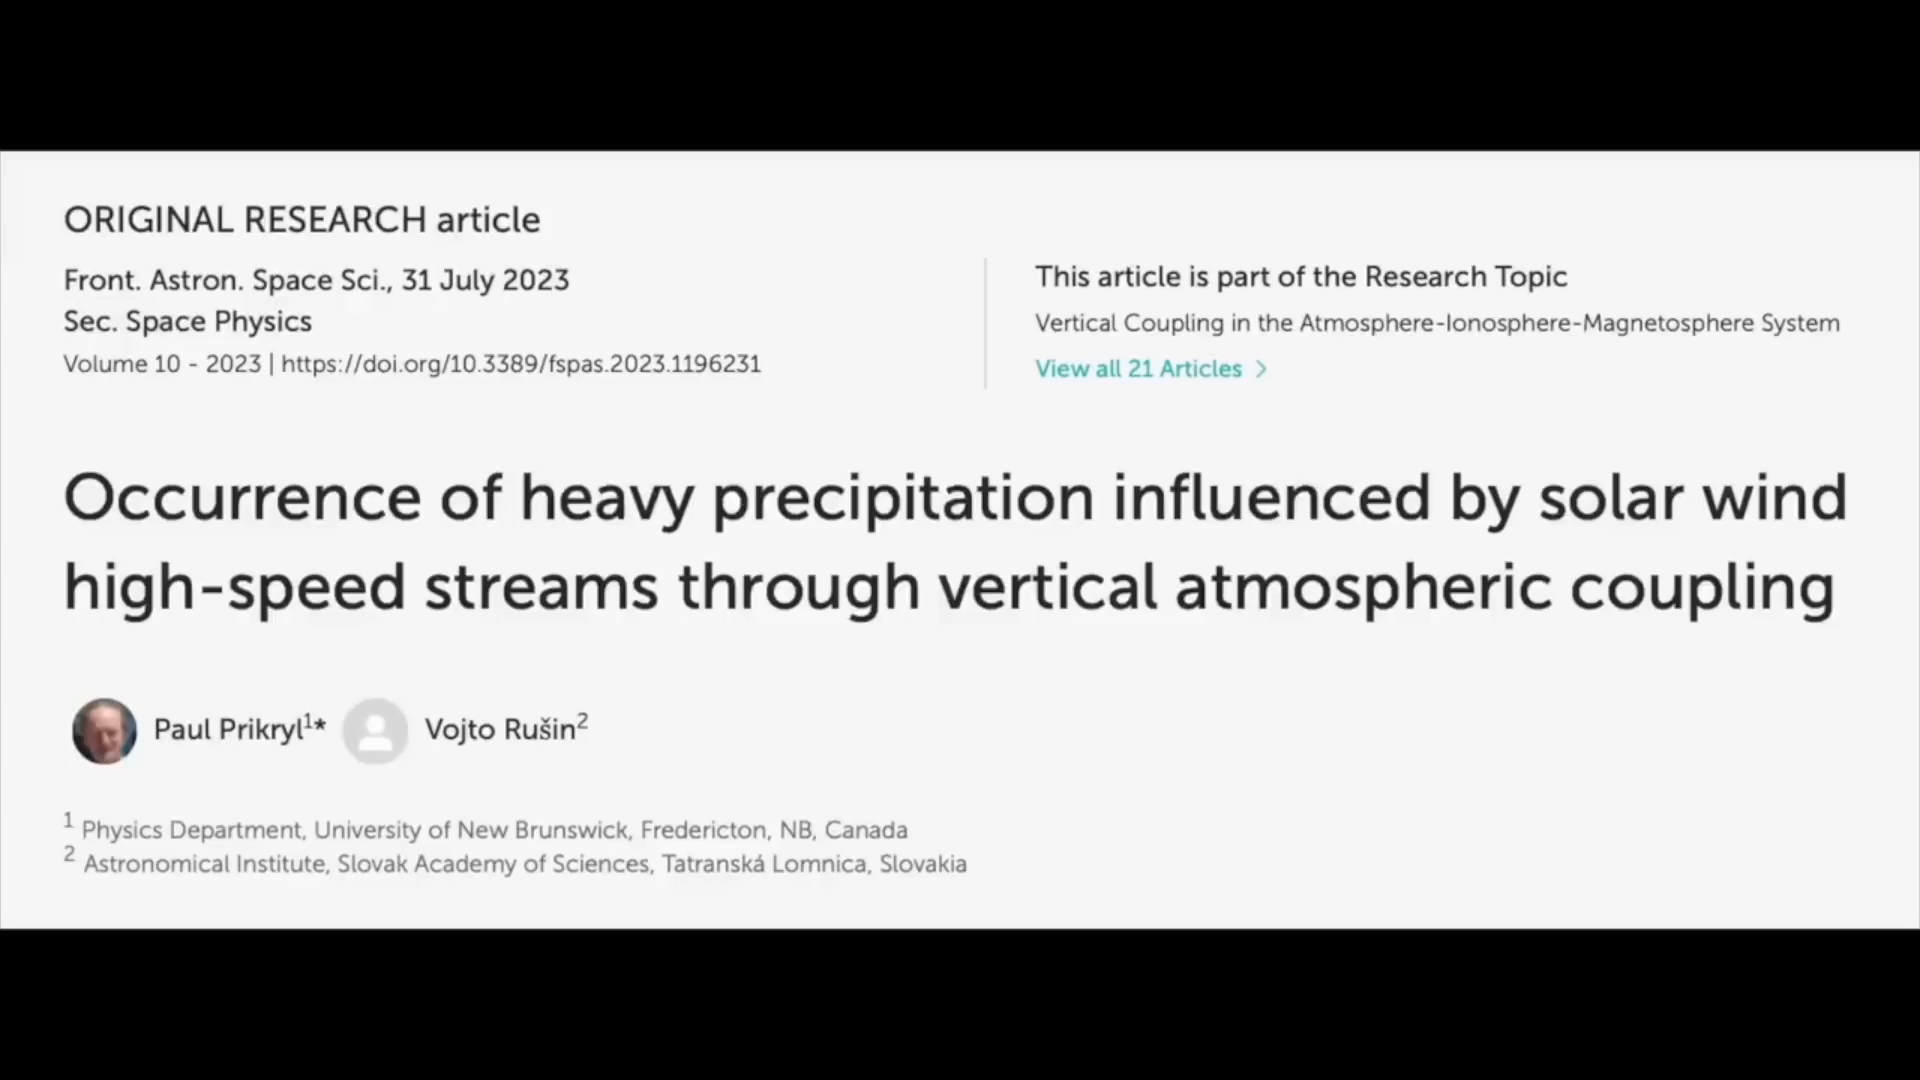 ORIGINAL RESEARCH article
Front. Astron. Space Sci., 31 July 2023
Sec. Space Physics
Volume 10 - 2023 | https://doi.org/10.3389/fspas.2023.1196231
This article is part of the Research Topic
Vertical Coupling in the Atmosphere-Ionosphere-Magnetosphere System
View all 21 Articles >
Occurrence of heavy precipitation influenced by solar wind
high-speed streams through vertical atmospheric coupling
Paul Prikryl¹* Vojto Rušin²
¹ Physics Department, University of New Brunswick, Fredericton, NB, Canada
² Astronomical Institute, Slovak Academy of Sciences, Tatranská Lomnica, Slovakia